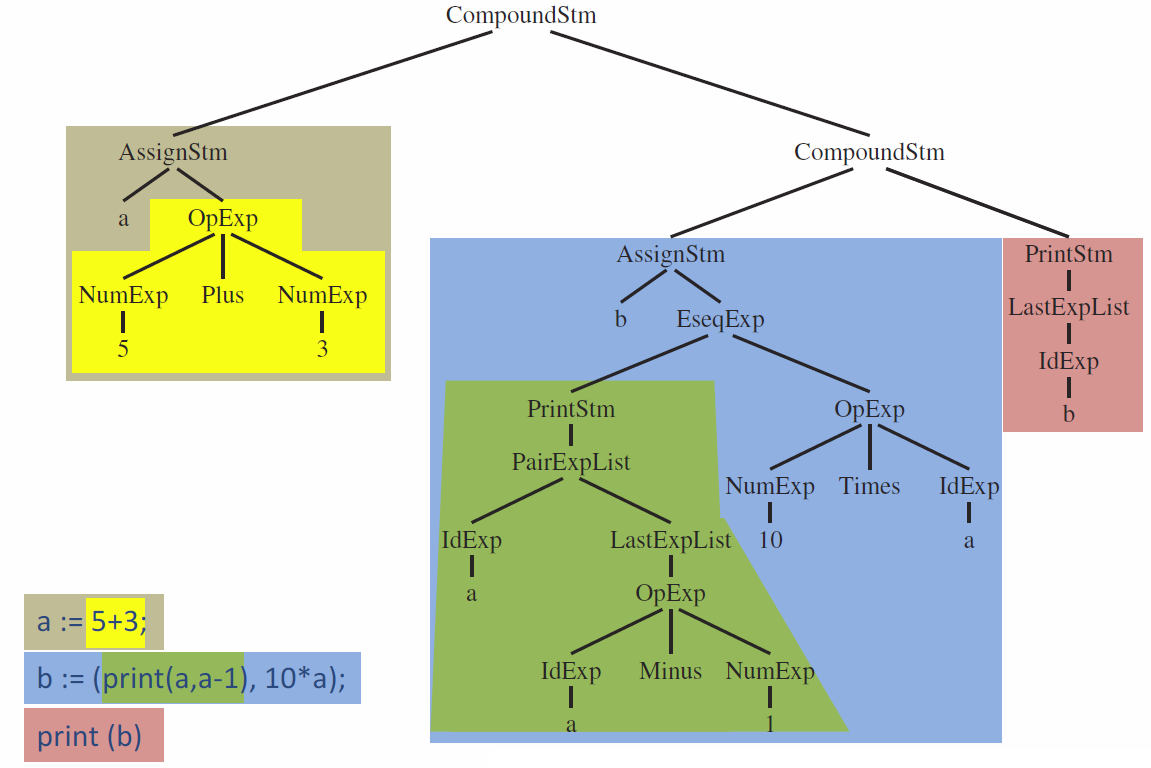 CompoundStm
AssignStm CompoundStm
a OpExp
AssignStm PrintStm
NumExp Plus NumExp
b EseqExp
LastExpList
5 3
IdExp
PrintStm OpExp b
PairExpList
NumExp Times IdExp
IdExp LastExpList 10 a
a OpExp
a := 5+3;
IdExp Minus NumExp
b := (print(a,a-1), 10*a);
a 1
print (b)